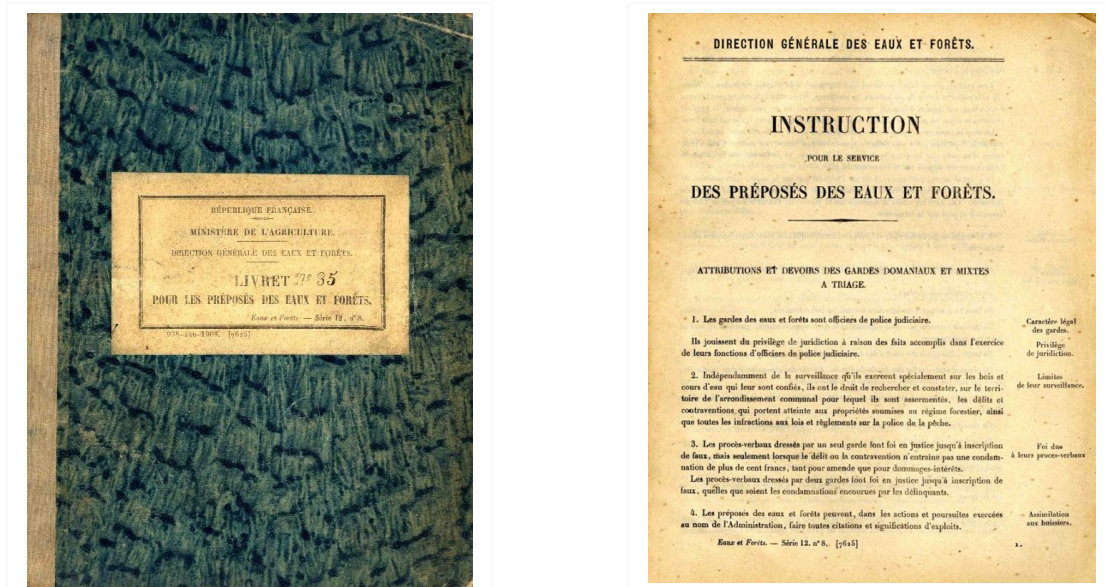 RÉPUBLIQUE FRANÇAISE.
MINISTÈRE DE L'AGRICULTURE.
DIRECTION GÉNÉRALE DES EAUX ET FORÊTS.
LIVRET N° 35
POUR LES PRÉPOSÉS DES EAUX ET FORÊTS.
Eaux et Forêts. — Série 12, n° 8.
938-146-1908. [7625]
DIRECTION GÉNÉRALE DES EAUX ET FORÊTS.
INSTRUCTION
POUR LE SERVICE
DES PRÉPOSÉS DES EAUX ET FORÊTS.
ATTRIBUTIONS ET DEVOIRS DES GARDES DOMANIAUX ET MIXTES
A TRIAGE.
1. Les gardes des eaux et forêts sont officiers de police judiciaire.
Caractère légal
des gardes.
Ils jouissent du privilège de juridiction à raison des faits accomplis dans l'exercice
de leurs fonctions d'officiers de police judiciaire.
Privilège
de juridiction.
2. Indépendamment de la surveillance qu'ils exercent spécialement sur les bois et
cours d'eau qui leur sont confiés, ils ont le droit de rechercher et constater, sur le terri-
toire de l'arrondissement communal pour lequel ils sont assermentés, les délits et
contraventions qui portent atteinte aux propriétés soumises au régime forestier, ainsi
que toutes les infractions aux lois et règlements sur la police de la pêche.
Limites
de leur surveillance.
3. Les procès-verbaux dressés par un seul garde font foi en justice jusqu'à inscription
de faux, mais seulement lorsque le délit ou la contravention n'entraîne pas une condam-
nation de plus de cent francs, tant pour amende que pour dommages-intérêts.
Les procès-verbaux dressés par deux gardes font foi en justice jusqu'à inscription de
faux, quelles que soient les condamnations encourues par les délinquants.
Foi due
à leurs procès-verbaux
4. Les préposés des eaux et forêts peuvent, dans les actions et poursuites exercées
au nom de l'Administration, faire toutes citations et significations d'exploits.
Assimilation
aux huissiers.
Eaux et Forêts. — Série 12, n° 8. [7625]
1.